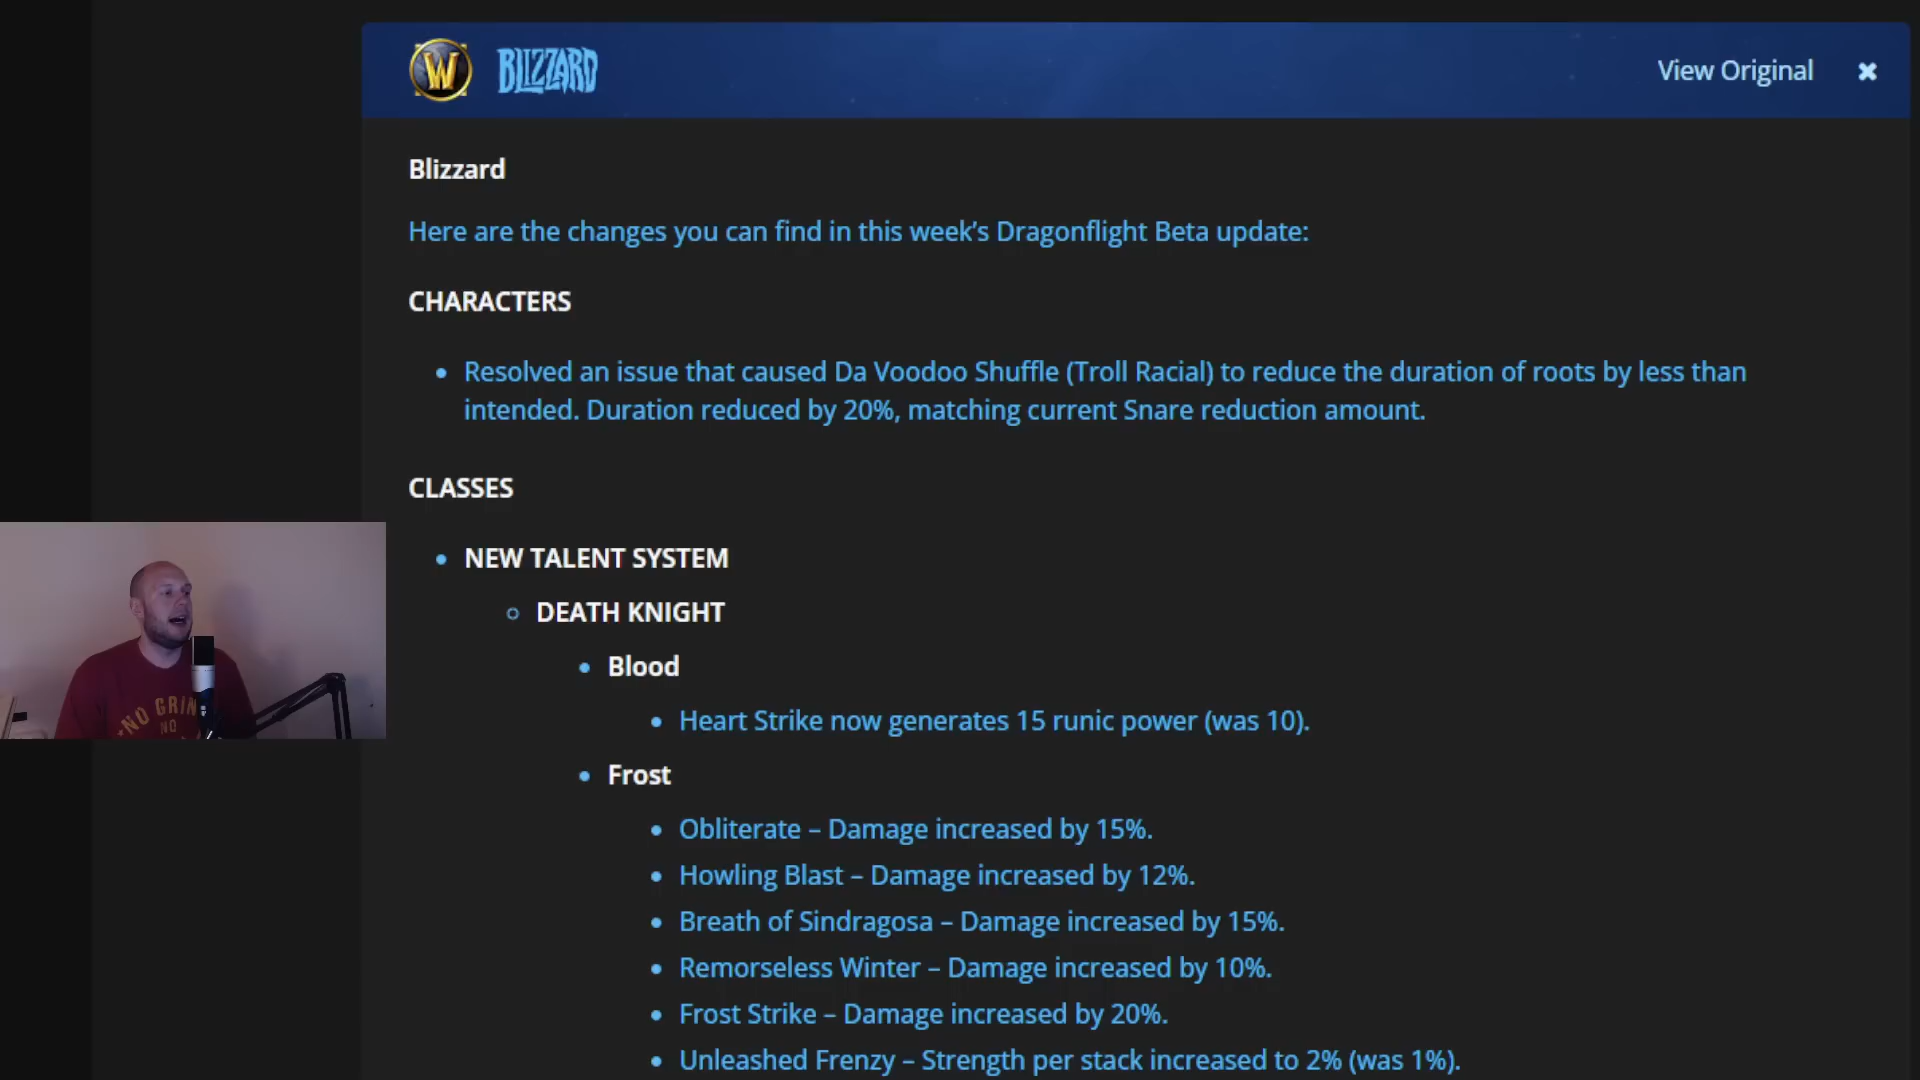 W BLIZZARD
View Original
Blizzard
Here are the changes you can find in this week's Dragonflight Beta update:
CHARACTERS
Resolved an issue that caused Da Voodoo Shuffle (Troll Racial) to reduce the duration of roots by less than
intended. Duration reduced by 20%, matching current Snare reduction amount.
CLASSES
NEW TALENT SYSTEM
DEATH KNIGHT
Blood
Heart Strike now generates 15 runic power (was 10).
Frost
Obliterate – Damage increased by 15%.
Howling Blast – Damage increased by 12%.
Breath of Sindragosa – Damage increased by 15%.
Remorseless Winter – Damage increased by 10%.
Frost Strike – Damage increased by 20%.
Unleashed Frenzy – Strength per stack increased to 2% (was 1%).
NO GRIN
NO